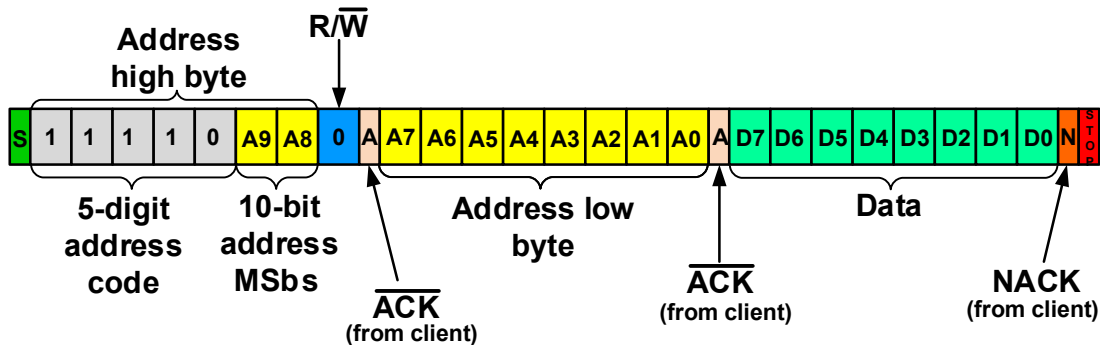 R/W̅
Address
high byte
S 1 1 1 1 0 A9 A8 0 A A7 A6 A5 A4 A3 A2 A1 A0 A D7 D6 D5 D4 D3 D2 D1 D0 N STOP
5-digit
address
code
10-bit
address
MSbs
Address low
byte
Data
A̅C̅K̅
(from client)
A̅C̅K̅
(from client)
NACK
(from client)